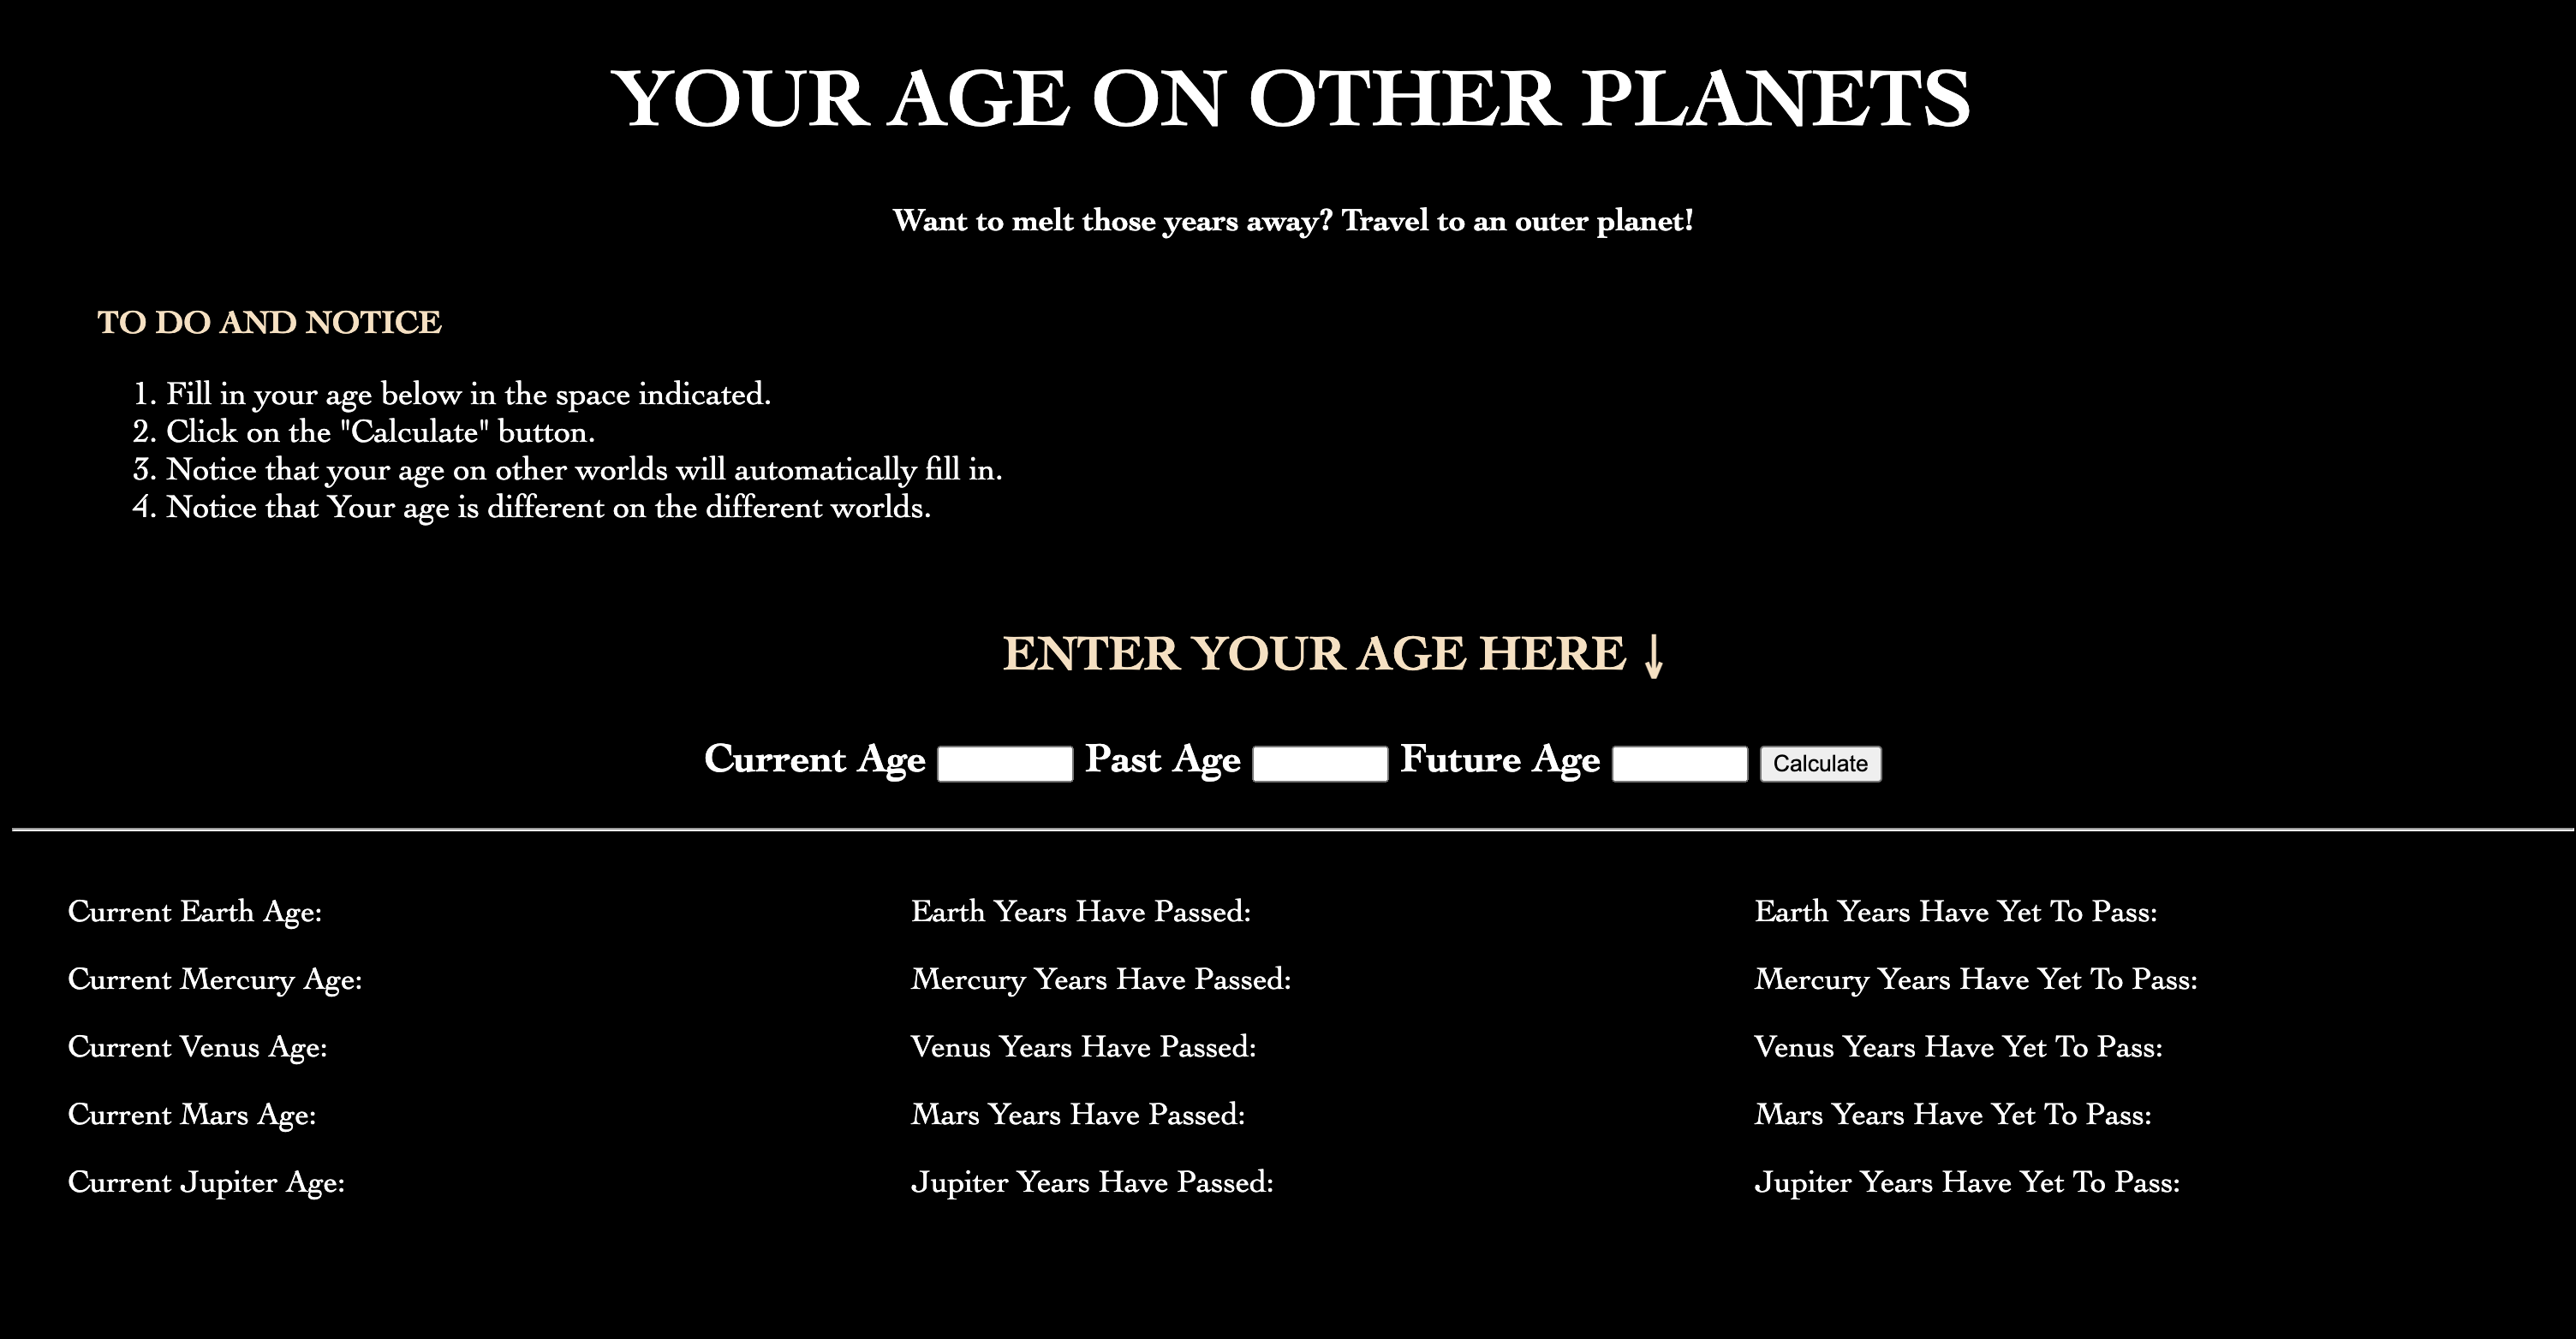 YOUR AGE ON OTHER PLANETS
Want to melt those years away? Travel to an outer planet!
TO DO AND NOTICE
1. Fill in your age below in the space indicated.
2. Click on the "Calculate" button.
3. Notice that your age on other worlds will automatically fill in.
4. Notice that Your age is different on the different worlds.
ENTER YOUR AGE HERE ↓
Current Age Past Age Future Age Calculate
Current Earth Age: Earth Years Have Passed: Earth Years Have Yet To Pass:
Current Mercury Age: Mercury Years Have Passed: Mercury Years Have Yet To Pass:
Current Venus Age: Venus Years Have Passed: Venus Years Have Yet To Pass:
Current Mars Age: Mars Years Have Passed: Mars Years Have Yet To Pass:
Current Jupiter Age: Jupiter Years Have Passed: Jupiter Years Have Yet To Pass: